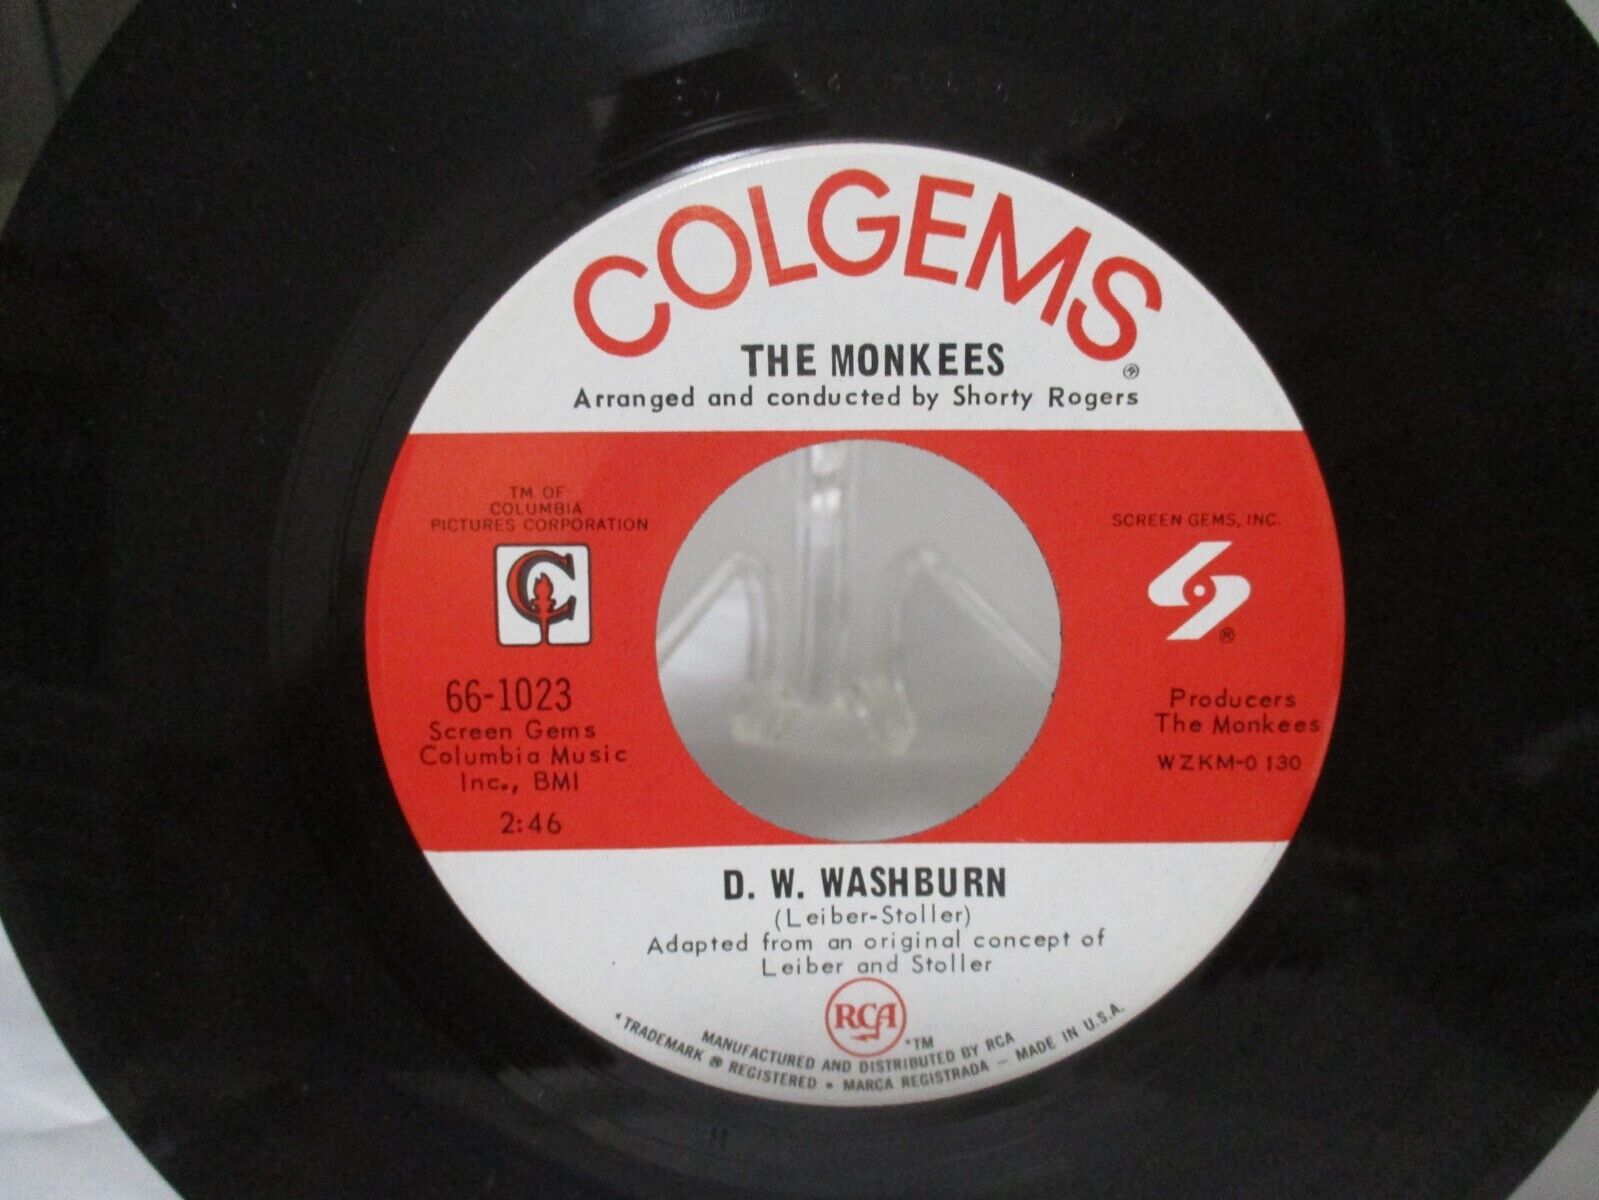 COLGEMS
®
THE MONKEES
Arranged and conducted by Shorty Rogers
TM OF
COLUMBIA
PICTURES CORPORATION
C
SCREEN GEMS, INC.
®
66-1023
Screen Gems
Columbia Music
Inc., BMI
2:46
Producers
The Monkees
WZKM-0130
D. W. WASHBURN
(Leiber-Stoller)
Adapted from an original concept of
Leiber and Stoller
RCA
*TM
MANUFACTURED AND DISTRIBUTED BY RCA
*TRADEMARK ® REGISTERED • MARCA REGISTRADA — MADE IN U.S.A.